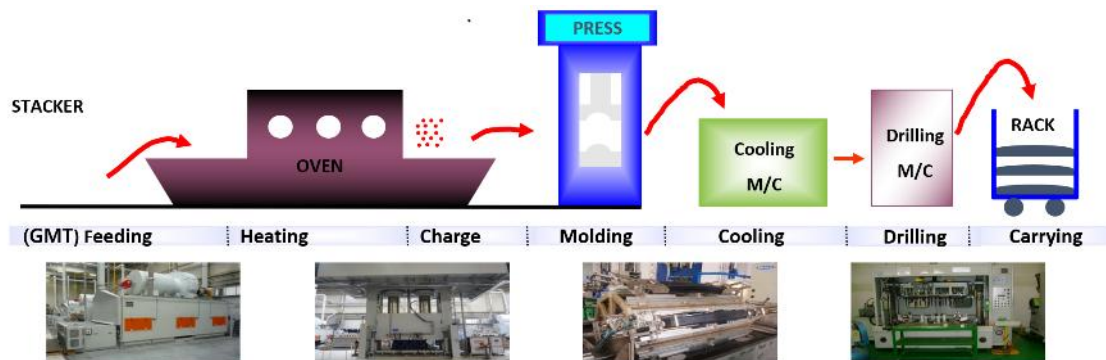 PRESS
STACKER
OVEN
Cooling
M/C
Drilling
M/C
RACK
(GMT) Feeding
Heating
Charge
Molding
Cooling
Drilling
Carrying